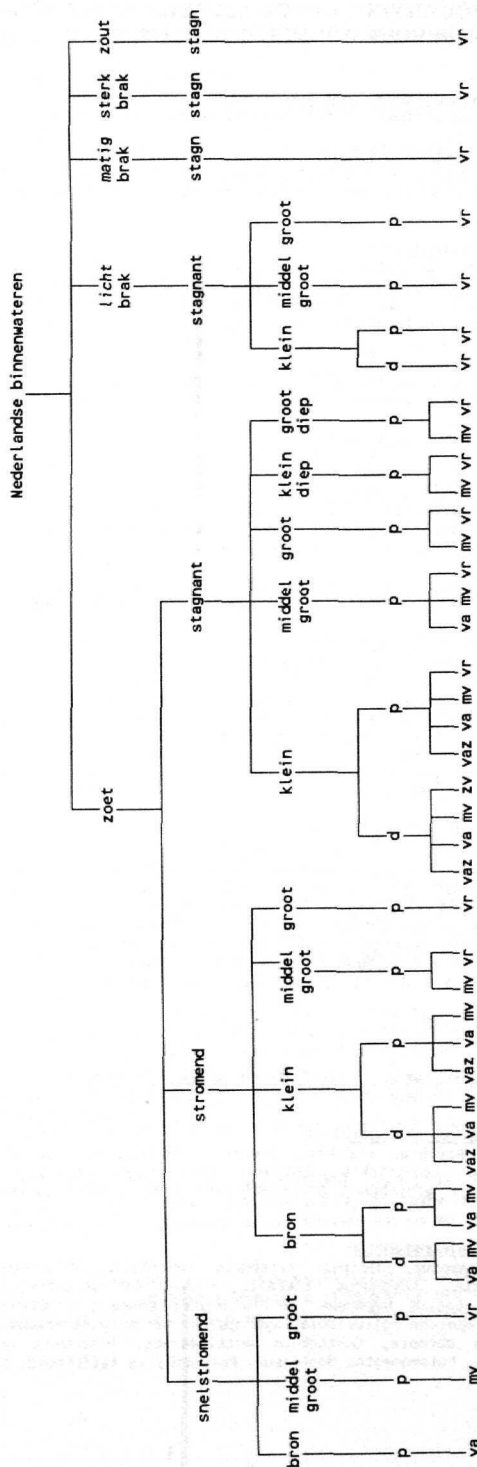 Nederlandse binnenwateren
zoet licht matig sterk zout
brak brak brak
snelstromend stromend stagnant stagnant stagn stagn stagn
bron middel groot bron klein middel groot klein middel groot klein groot klein middel groot
groot groot groot diep diep groot
p p p d p d p p p d p p p p p d p p p
va mv vr va mv va mv vaz va mv vaz va mv mv vr vr vaz va mv zv vaz va mv vr va mv vr mv vr mv vr mv vr vr vr vr vr vr vr vr